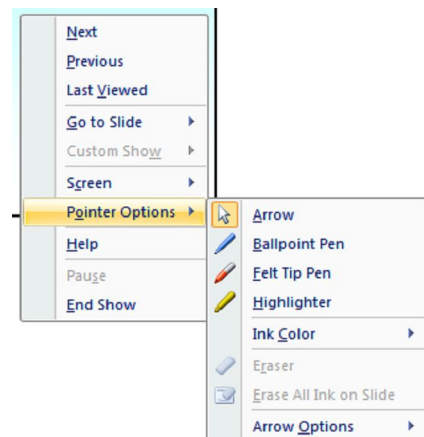 Next
Previous
Last Viewed
Go to Slide
Custom Show
Screen
Pointer Options
Help
Pause
End Show
Arrow
Ballpoint Pen
Felt Tip Pen
Highlighter
Ink Color
Eraser
Erase All Ink on Slide
Arrow Options